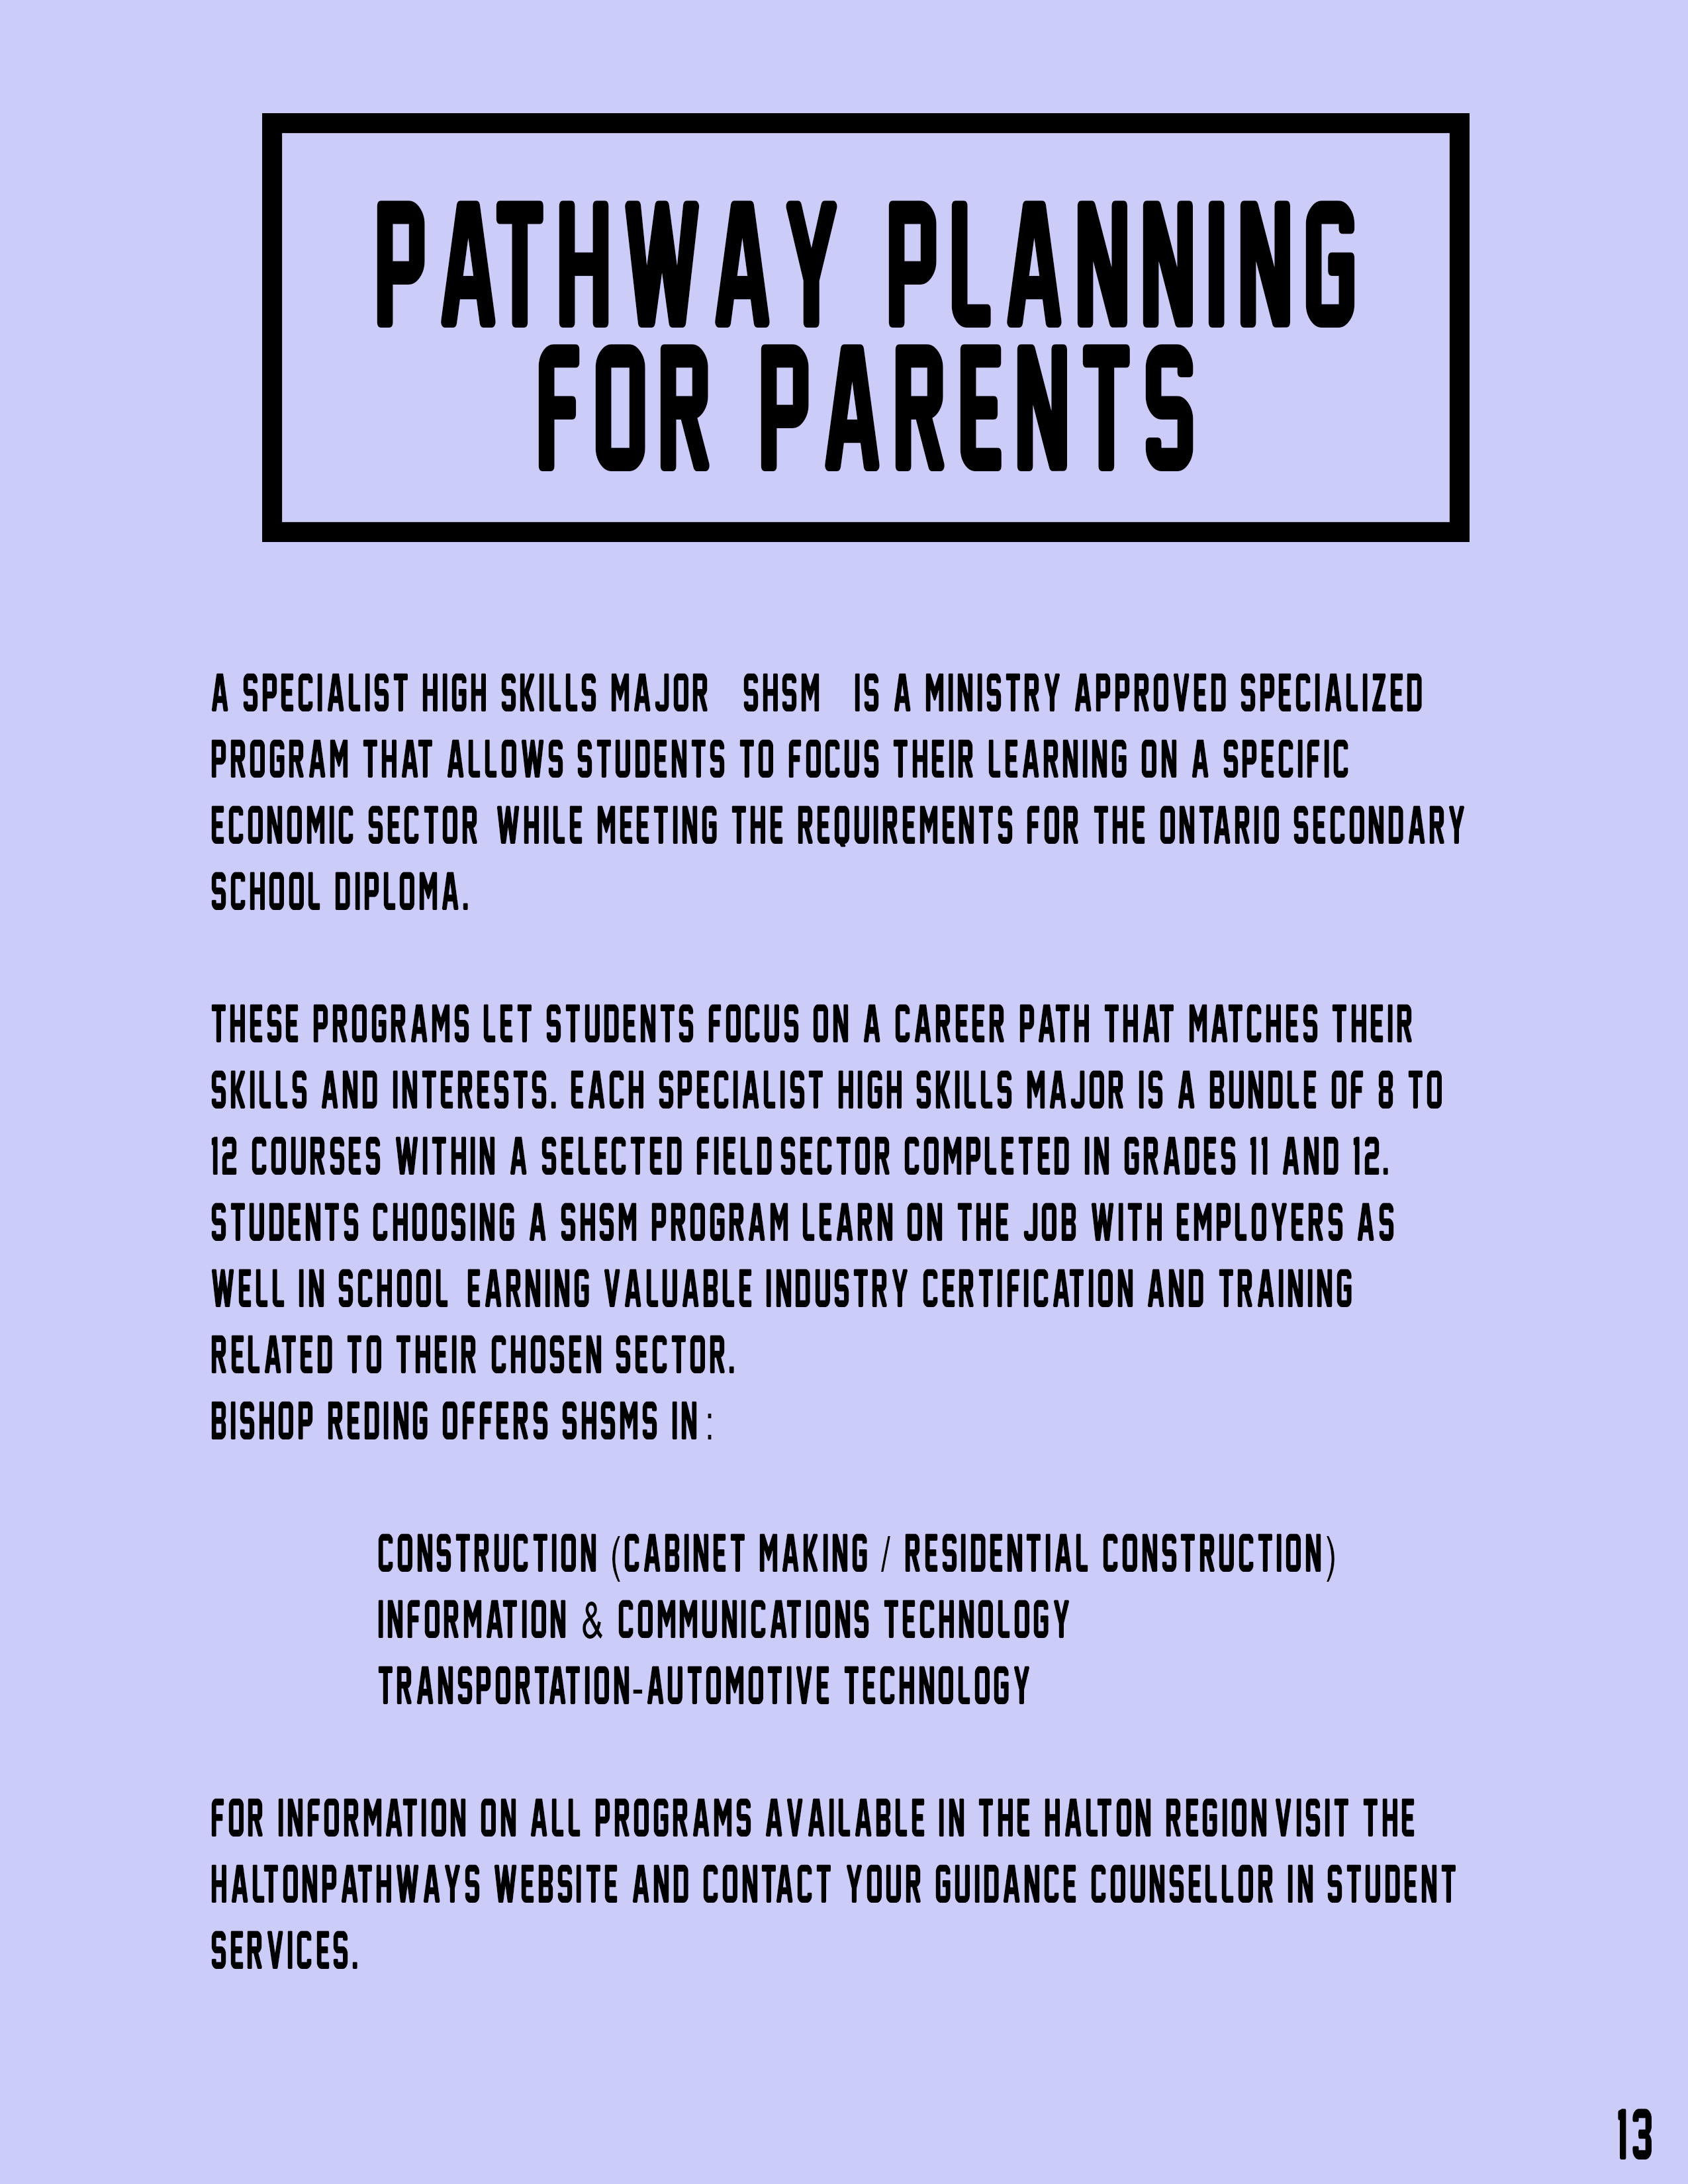 PATHWAY PLANNING
FOR PARENTS
A SPECIALIST HIGH SKILLS MAJOR SHSM IS A MINISTRY APPROVED SPECIALIZED
PROGRAM THAT ALLOWS STUDENTS TO FOCUS THEIR LEARNING ON A SPECIFIC
ECONOMIC SECTOR WHILE MEETING THE REQUIREMENTS FOR THE ONTARIO SECONDARY
SCHOOL DIPLOMA.
THESE PROGRAMS LET STUDENTS FOCUS ON A CAREER PATH THAT MATCHES THEIR
SKILLS AND INTERESTS. EACH SPECIALIST HIGH SKILLS MAJOR IS A BUNDLE OF 8 TO
12 COURSES WITHIN A SELECTED FIELD SECTOR COMPLETED IN GRADES 11 AND 12.
STUDENTS CHOOSING A SHSM PROGRAM LEARN ON THE JOB WITH EMPLOYERS AS
WELL IN SCHOOL EARNING VALUABLE INDUSTRY CERTIFICATION AND TRAINING
RELATED TO THEIR CHOSEN SECTOR.
BISHOP REDING OFFERS SHSMS IN :
CONSTRUCTION (CABINET MAKING / RESIDENTIAL CONSTRUCTION)
INFORMATION & COMMUNICATIONS TECHNOLOGY
TRANSPORTATION-AUTOMOTIVE TECHNOLOGY
FOR INFORMATION ON ALL PROGRAMS AVAILABLE IN THE HALTON REGION VISIT THE
HALTONPATHWAYS WEBSITE AND CONTACT YOUR GUIDANCE COUNSELLOR IN STUDENT
SERVICES.
13